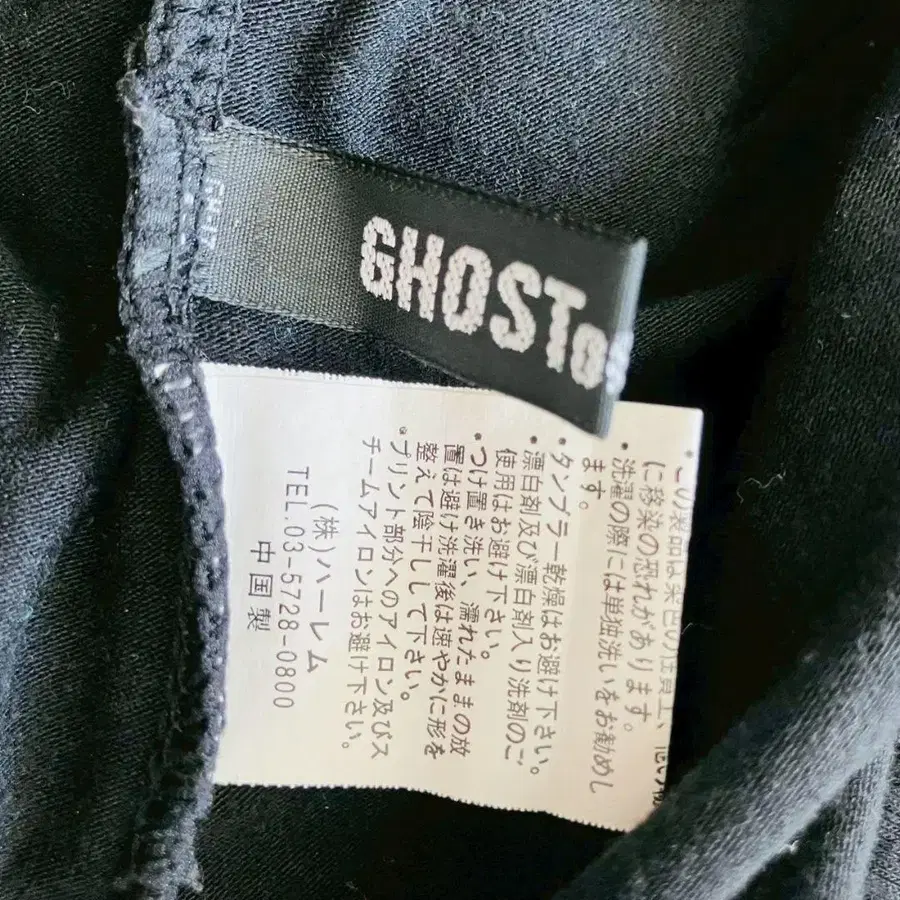 GHOST
・この製品は染色の性質上、他の物
に移染の恐れがあります。
・洗濯の際には単独洗いをお勧めし
ます。
・タンブラー乾燥はお避け下さい。
・漂白剤及び漂白剤入り洗剤のご
使用はお避け下さい。
・つけ置き洗い、濡れたままの放
置は避け洗濯後は速やかに形を
整えて陰干しして下さい。
・プリント部分へのアイロン及びス
チームアイロンはお避け下さい。
(株)ハーレム
TEL.03-5728-0800
中国製